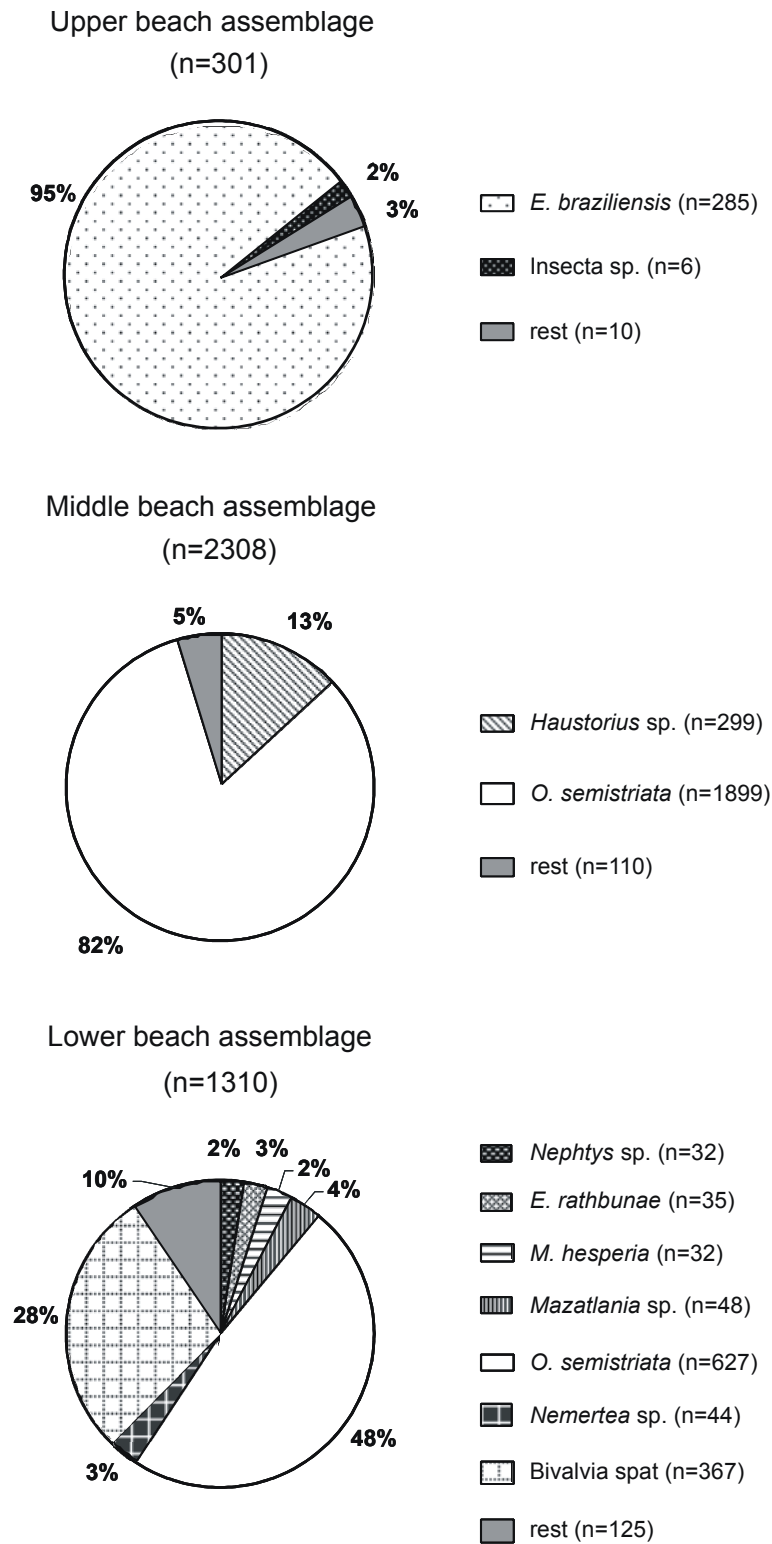 Upper beach assemblage
(n=301)
95%
2%
3%
E. braziliensis (n=285)
Insecta sp. (n=6)
rest (n=10)
Middle beach assemblage
(n=2308)
5%
13%
82%
Haustorius sp. (n=299)
O. semistriata (n=1899)
rest (n=110)
Lower beach assemblage
(n=1310)
10%
2%
3%
2%
4%
28%
3%
48%
Nephtys sp. (n=32)
E. rathbunae (n=35)
M. hesperia (n=32)
Mazatlania sp. (n=48)
O. semistriata (n=627)
Nemertea sp. (n=44)
Bivalvia spat (n=367)
rest (n=125)